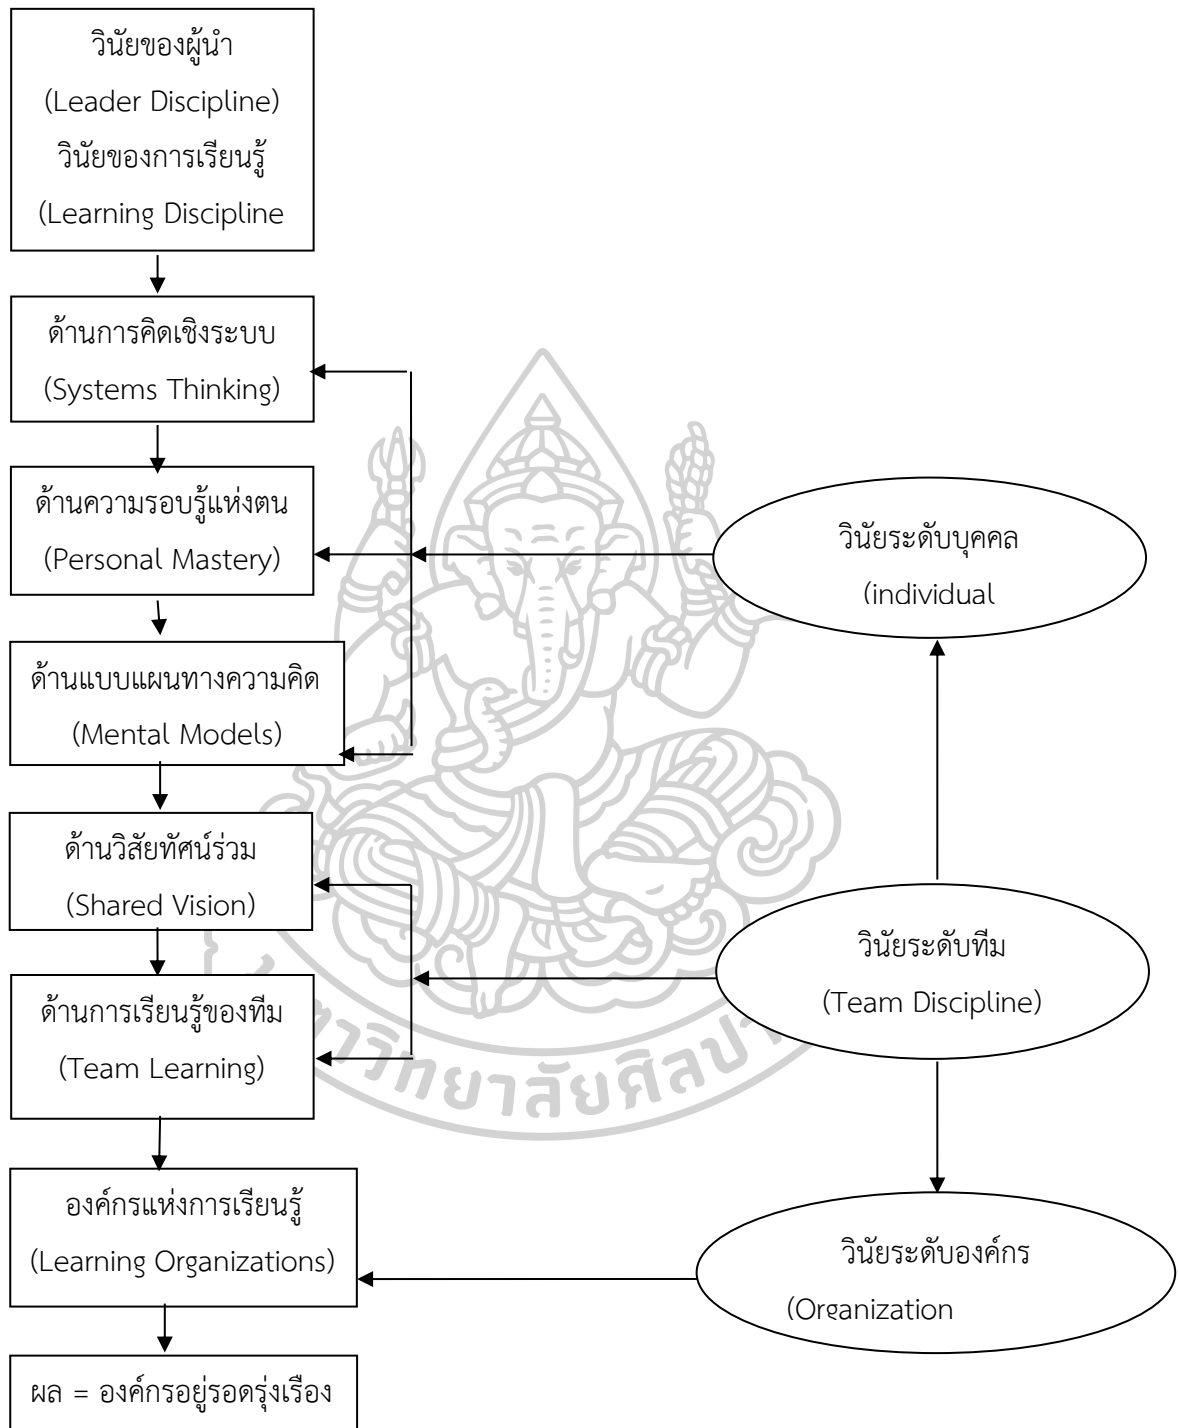 วินัยของผู้นำ
(Leader Discipline)
วินัยของการเรียนรู้
(Learning Discipline
ด้านการคิดเชิงระบบ
(Systems Thinking)
ด้านความรอบรู้แห่งตน
(Personal Mastery)
วินัยระดับบุคคล
(individual
ด้านแบบแผนทางความคิด
(Mental Models)
ด้านวิสัยทัศน์ร่วม
(Shared Vision)
วินัยระดับทีม
(Team Discipline)
ด้านการเรียนรู้ของทีม
(Team Learning)
องค์กรแห่งการเรียนรู้
(Learning Organizations)
วินัยระดับองค์กร
(Organization
ผล = องค์กรอยู่รอดรุ่งเรือง